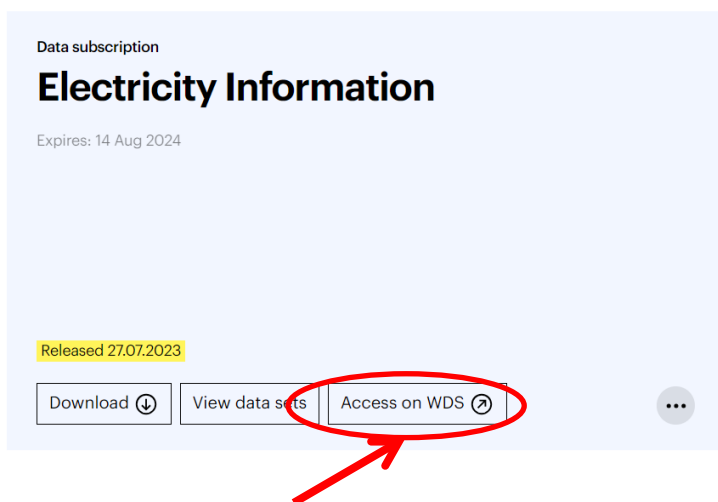 Data subscription
Electricity Information
Expires: 14 Aug 2024
Released 27.07.2023
Download View data sets Access on WDS